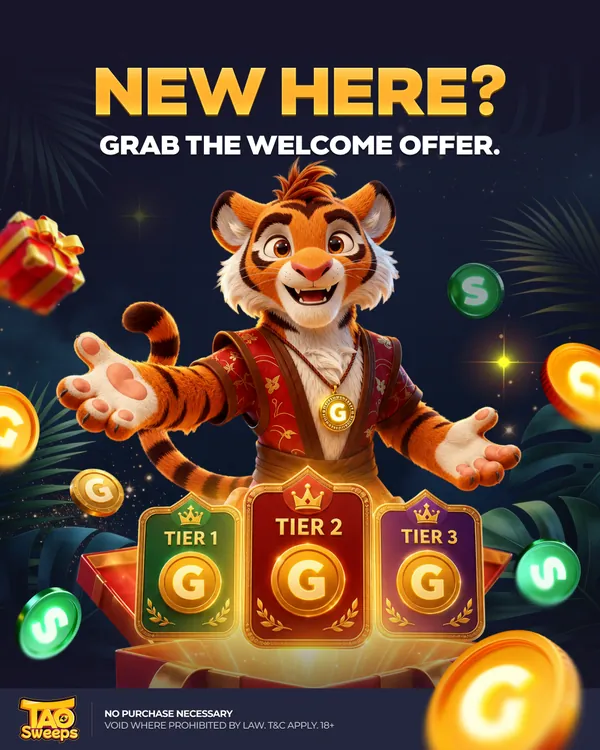 NEW HERE?
GRAB THE WELCOME OFFER.
S
G
G
G
G
TIER 1
G
TIER 2
G
TIER 3
G
S
S
G
TAO
Sweeps
NO PURCHASE NECESSARY
VOID WHERE PROHIBITED BY LAW. T&C APPLY. 18+